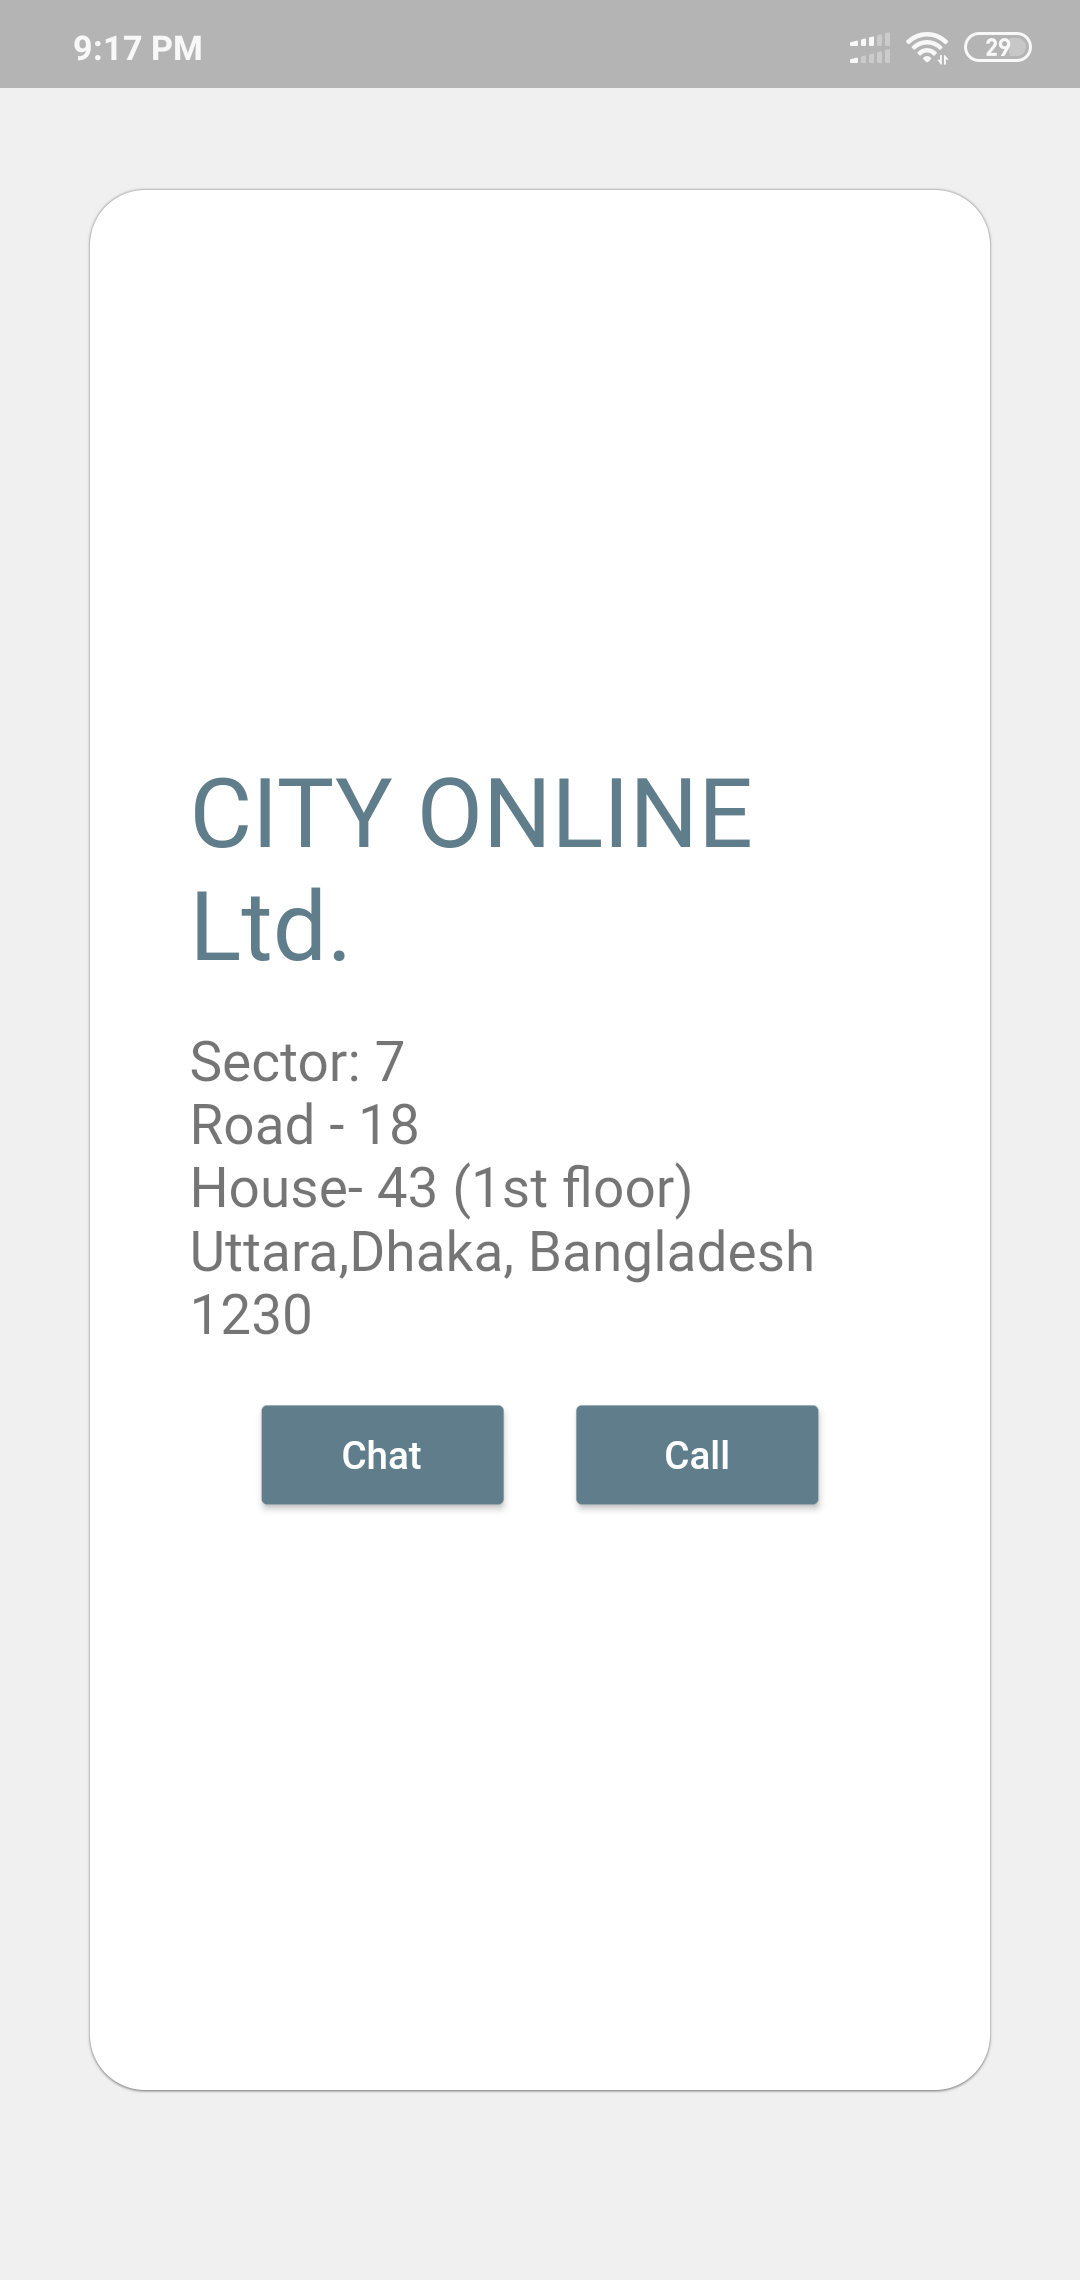 9:17 PM
29
CITY ONLINE
Ltd.
Sector: 7
Road - 18
House- 43 (1st floor)
Uttara,Dhaka, Bangladesh
1230
Chat
Call